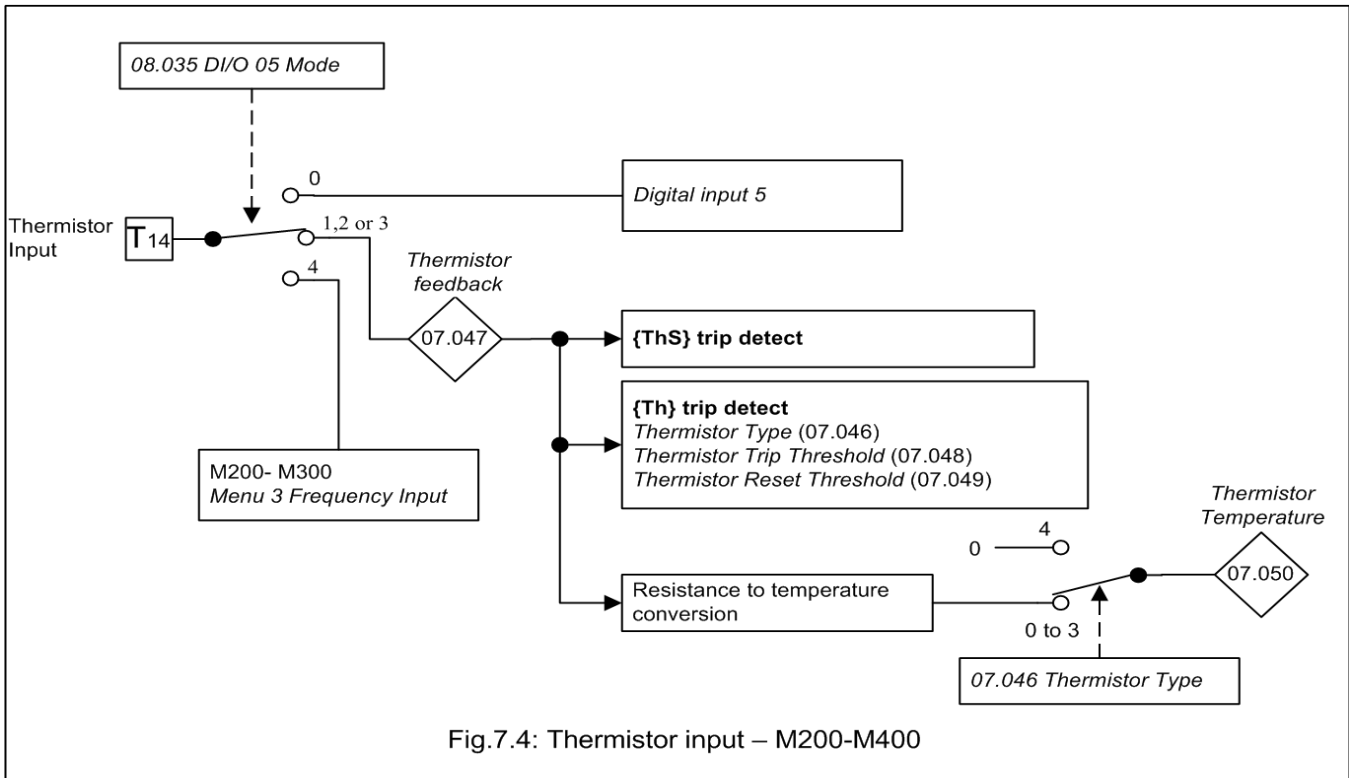 08.035 DI/O 05 Mode
0
Digital input 5
Thermistor
Input
T14
1,2 or 3
4
Thermistor
feedback
07.047
{ThS} trip detect
{Th} trip detect
Thermistor Type (07.046)
Thermistor Trip Threshold (07.048)
Thermistor Reset Threshold (07.049)
M200- M300
Menu 3 Frequency Input
Thermistor
Temperature
4
0
07.050
Resistance to temperature
conversion
0 to 3
07.046 Thermistor Type
Fig.7.4: Thermistor input – M200-M400